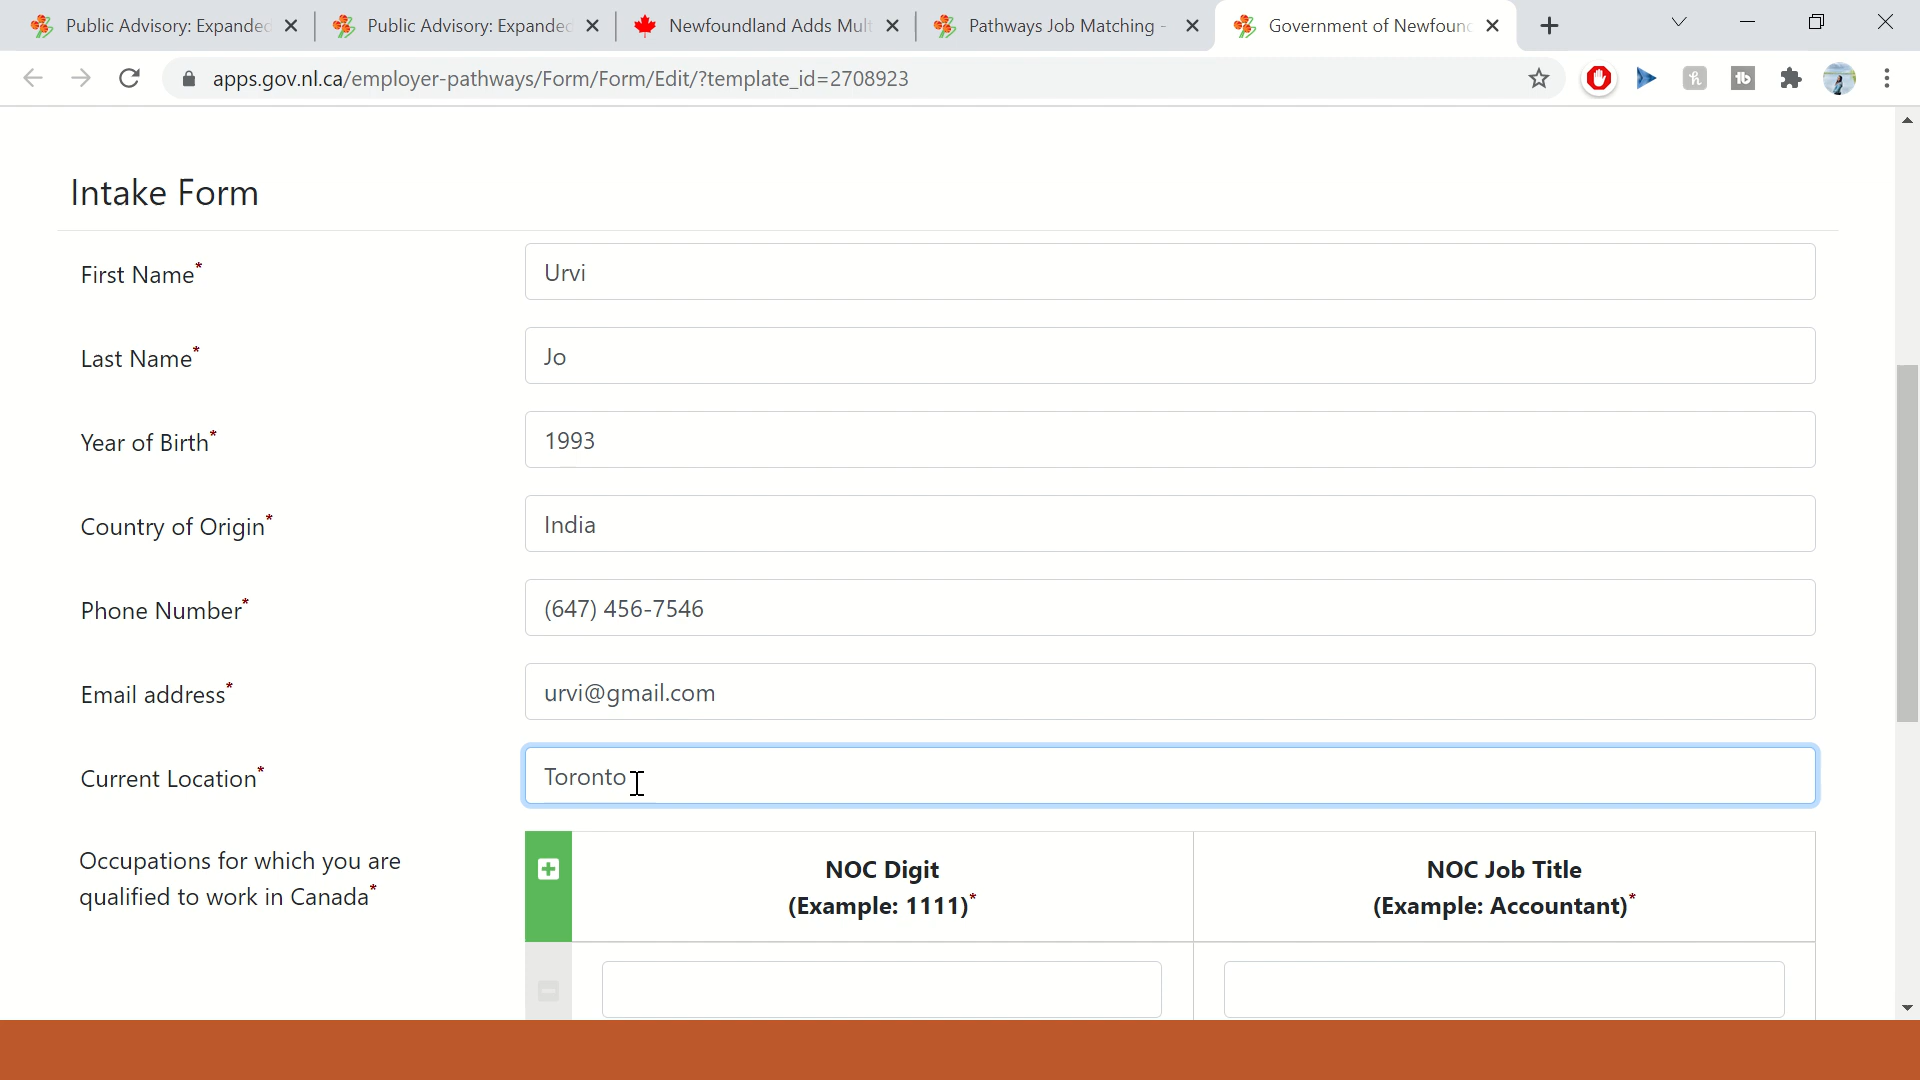 Public Advisory: Expanded
Public Advisory: Expanded
Newfoundland Adds Mult
Pathways Job Matching -
Government of Newfounc
apps.gov.nl.ca/employer-pathways/Form/Form/Edit/?template_id=2708923
Intake Form
First Name*
Urvi
Last Name*
Jo
Year of Birth*
1993
Country of Origin*
India
Phone Number*
(647) 456-7546
Email address*
urvi@gmail.com
Current Location*
Toronto
Occupations for which you are
qualified to work in Canada*
NOC Digit
(Example: 1111)*
NOC Job Title
(Example: Accountant)*